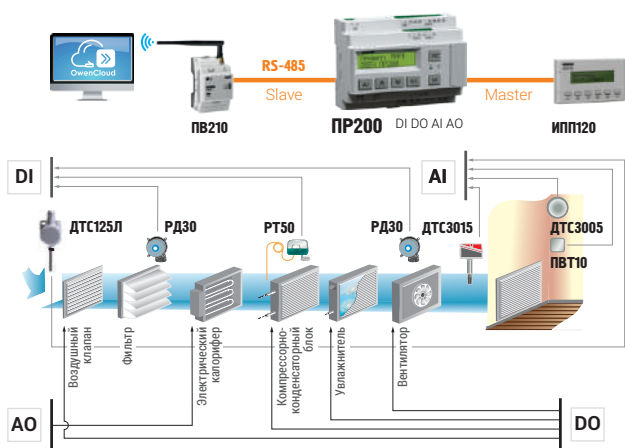 OwenCloud
RS-485
Slave
Master
ПВ210
ПР200
DI DO AI AO
ИПП120
DI
AI
ДТС125Л
РД30
РТ50
РД30
ДТС3015
ДТС3005
ПВТ10
Воздушный
клапан
Фильтр
Электрический
калорифер
Компрессорно-
конденсаторный
блок
Увлажнитель
Вентилятор
AO
DO